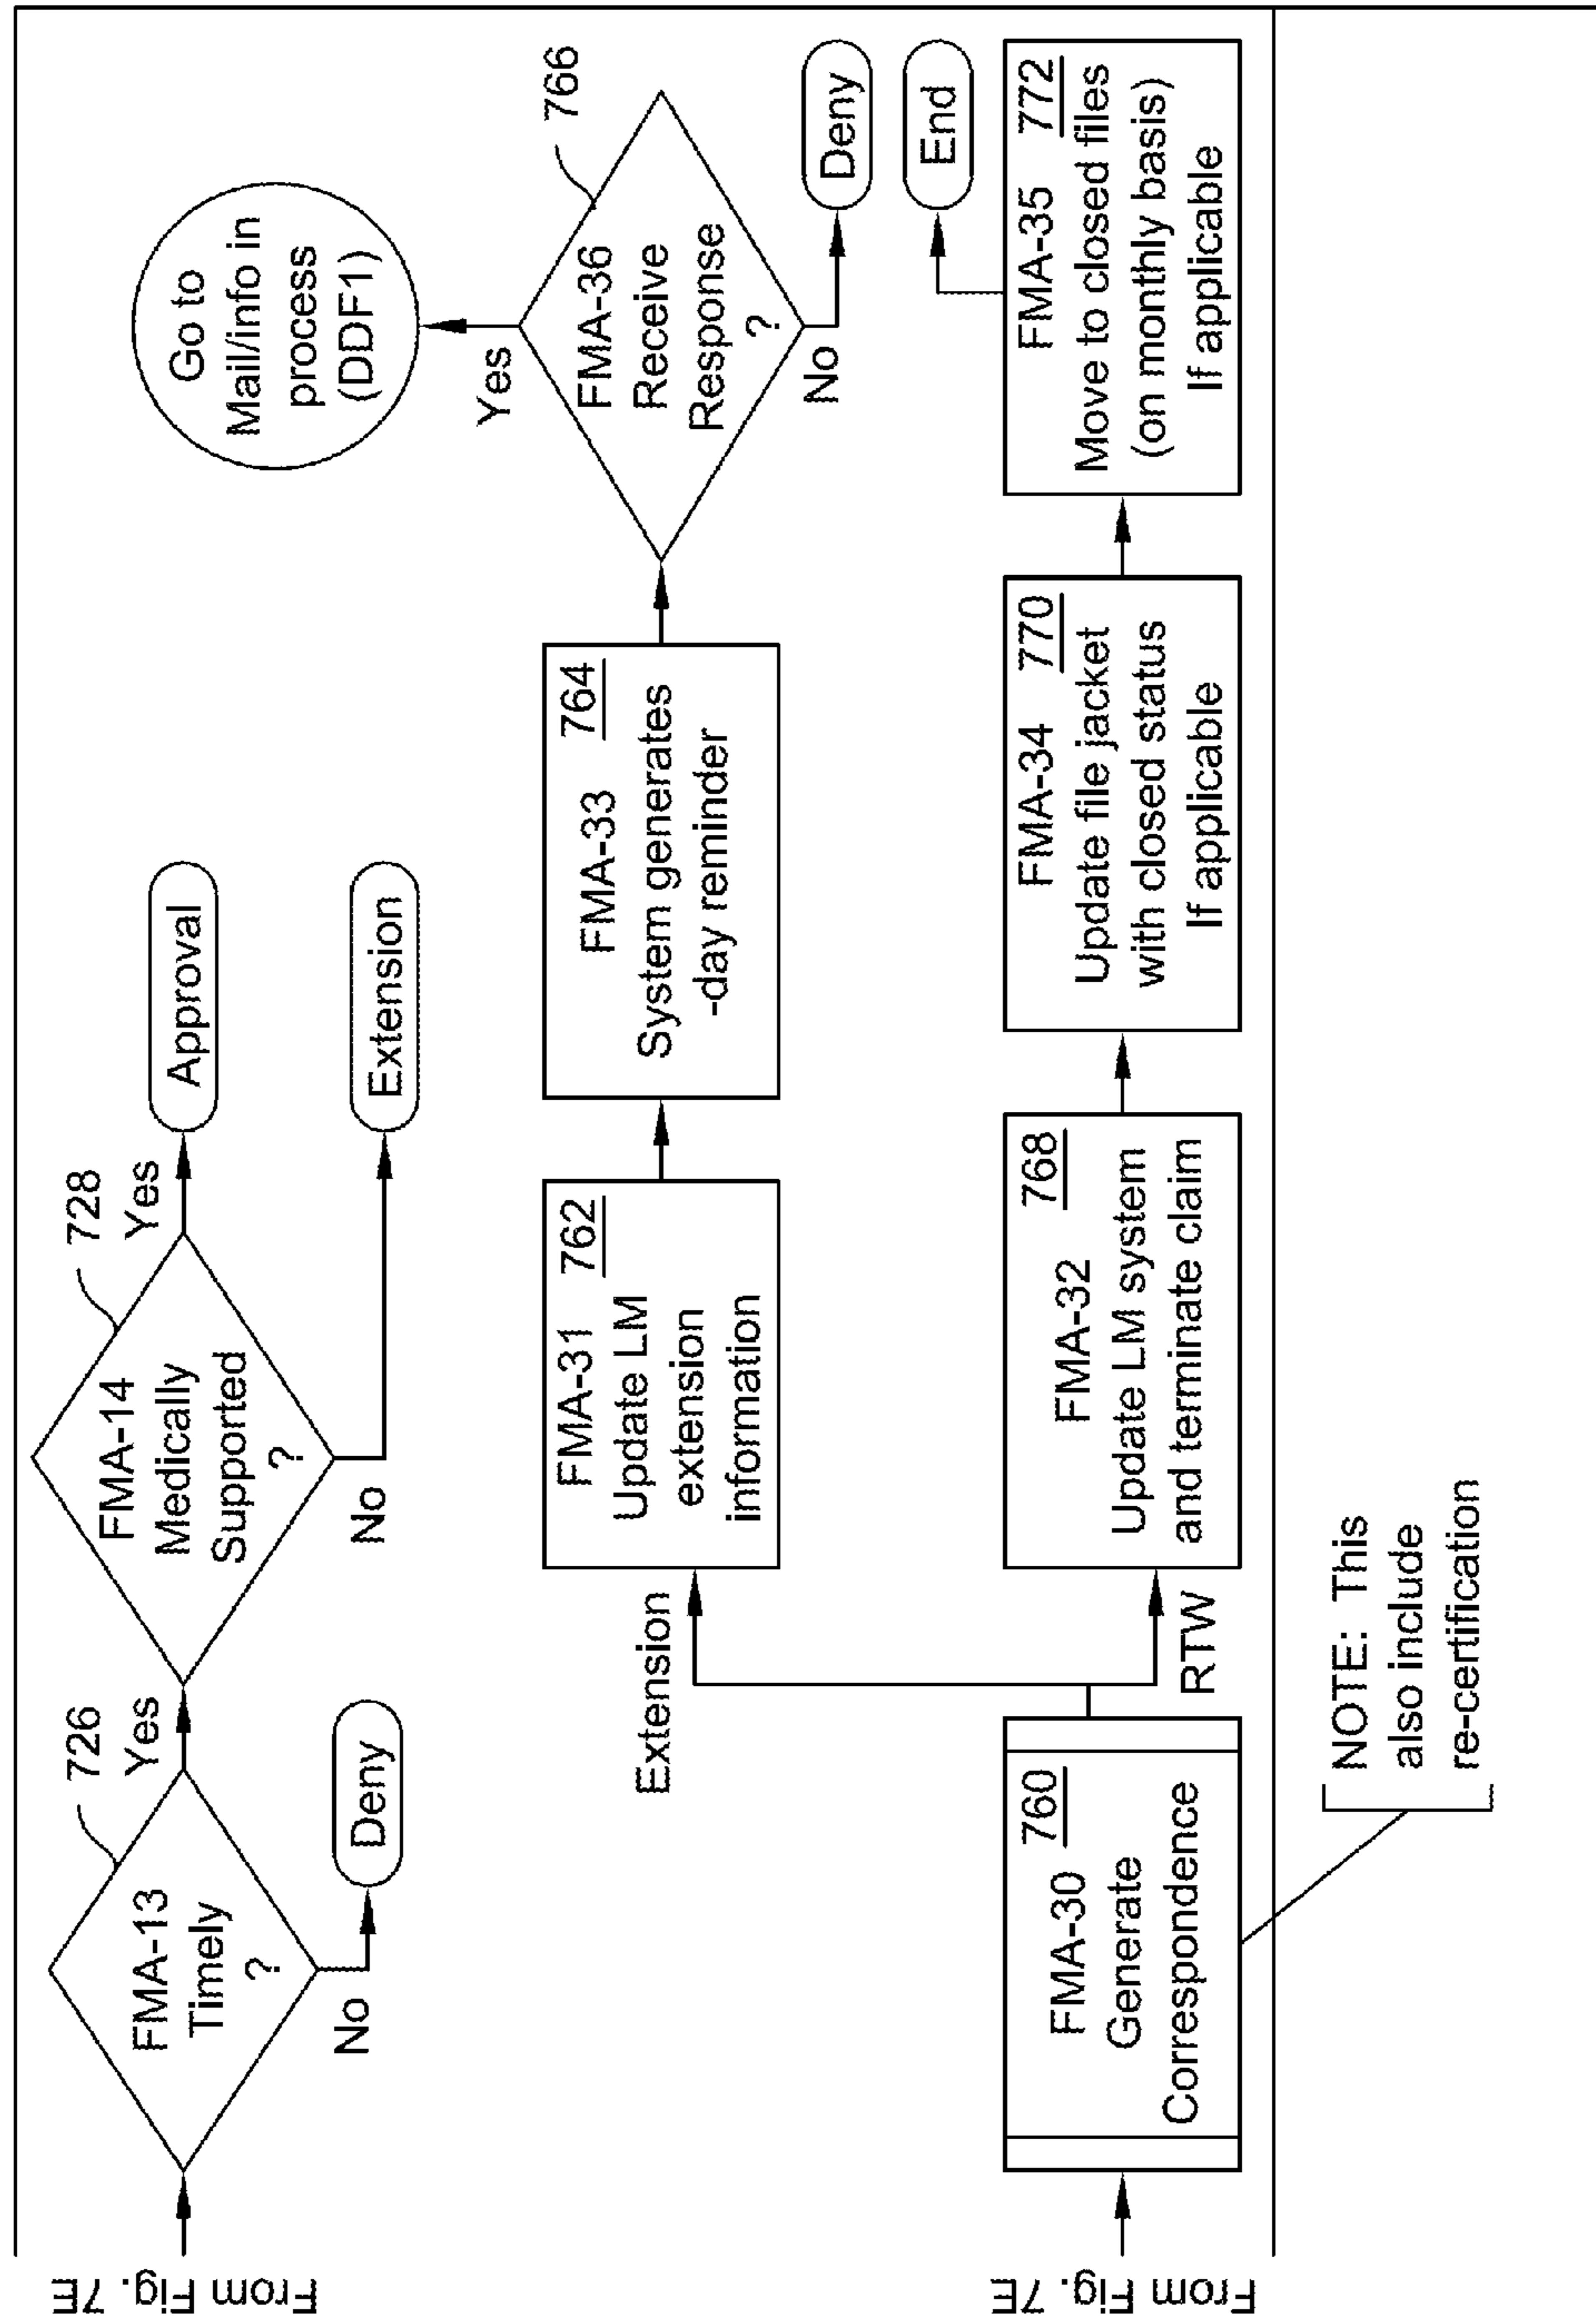 From Fig. 7E
FMA-13
Timely
?
726
Yes
No
Deny
FMA-14
Medically
Supported
?
728
Yes
Approval
No
Extension
From Fig. 7E
FMA-30 760
Generate
Correspondence
NOTE: This
also include
re-certification
Extension
RTW
FMA-31 762
Update LM
extension
information
FMA-33 764
System generates
-day reminder
FMA-36
Receive
Response
?
766
Yes
Go to
Mail/info in
process
(DDF1)
No
Deny
FMA-32 768
Update LM system
and terminate claim
FMA-34 770
Update file jacket
with closed status
If applicable
FMA-35 772
Move to closed files
(on monthly basis)
If applicable
End